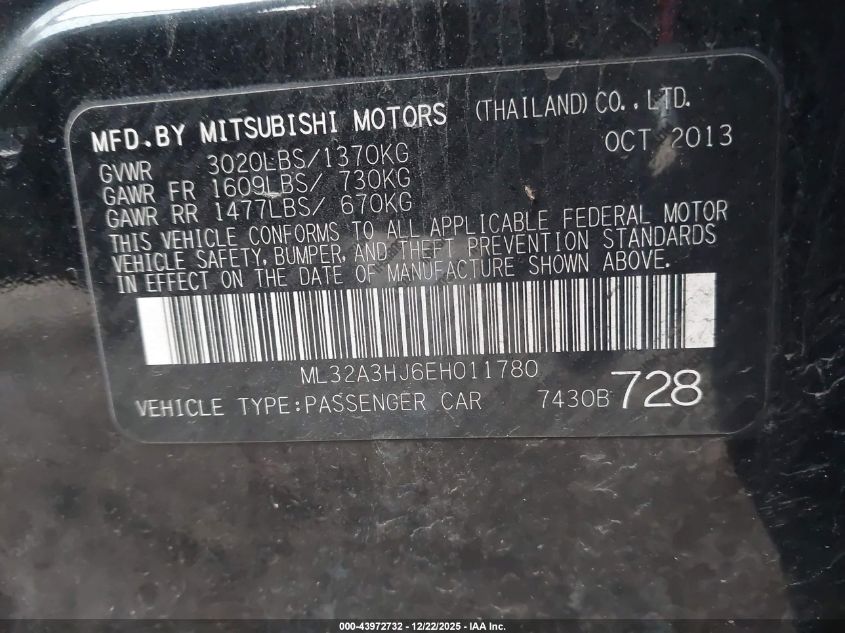 MFD.BY MITSUBISHI MOTORS (THAILAND) CO.,LTD.
GVWR 3020LBS/1370KG OCT 2013
GAWR FR 1609LBS/ 730KG
GAWR RR 1477LBS/ 670KG
THIS VEHICLE CONFORMS TO ALL APPLICABLE FEDERAL MOTOR
VEHICLE SAFETY, BUMPER, AND THEFT PREVENTION STANDARDS
IN EFFECT ON THE DATE OF MANUFACTURE SHOWN ABOVE.
ML32A3HJ6EH011780
VEHICLE TYPE:PASSENGER CAR 7430B 728
000-43972732 - 12/22/2025 - IAA Inc.